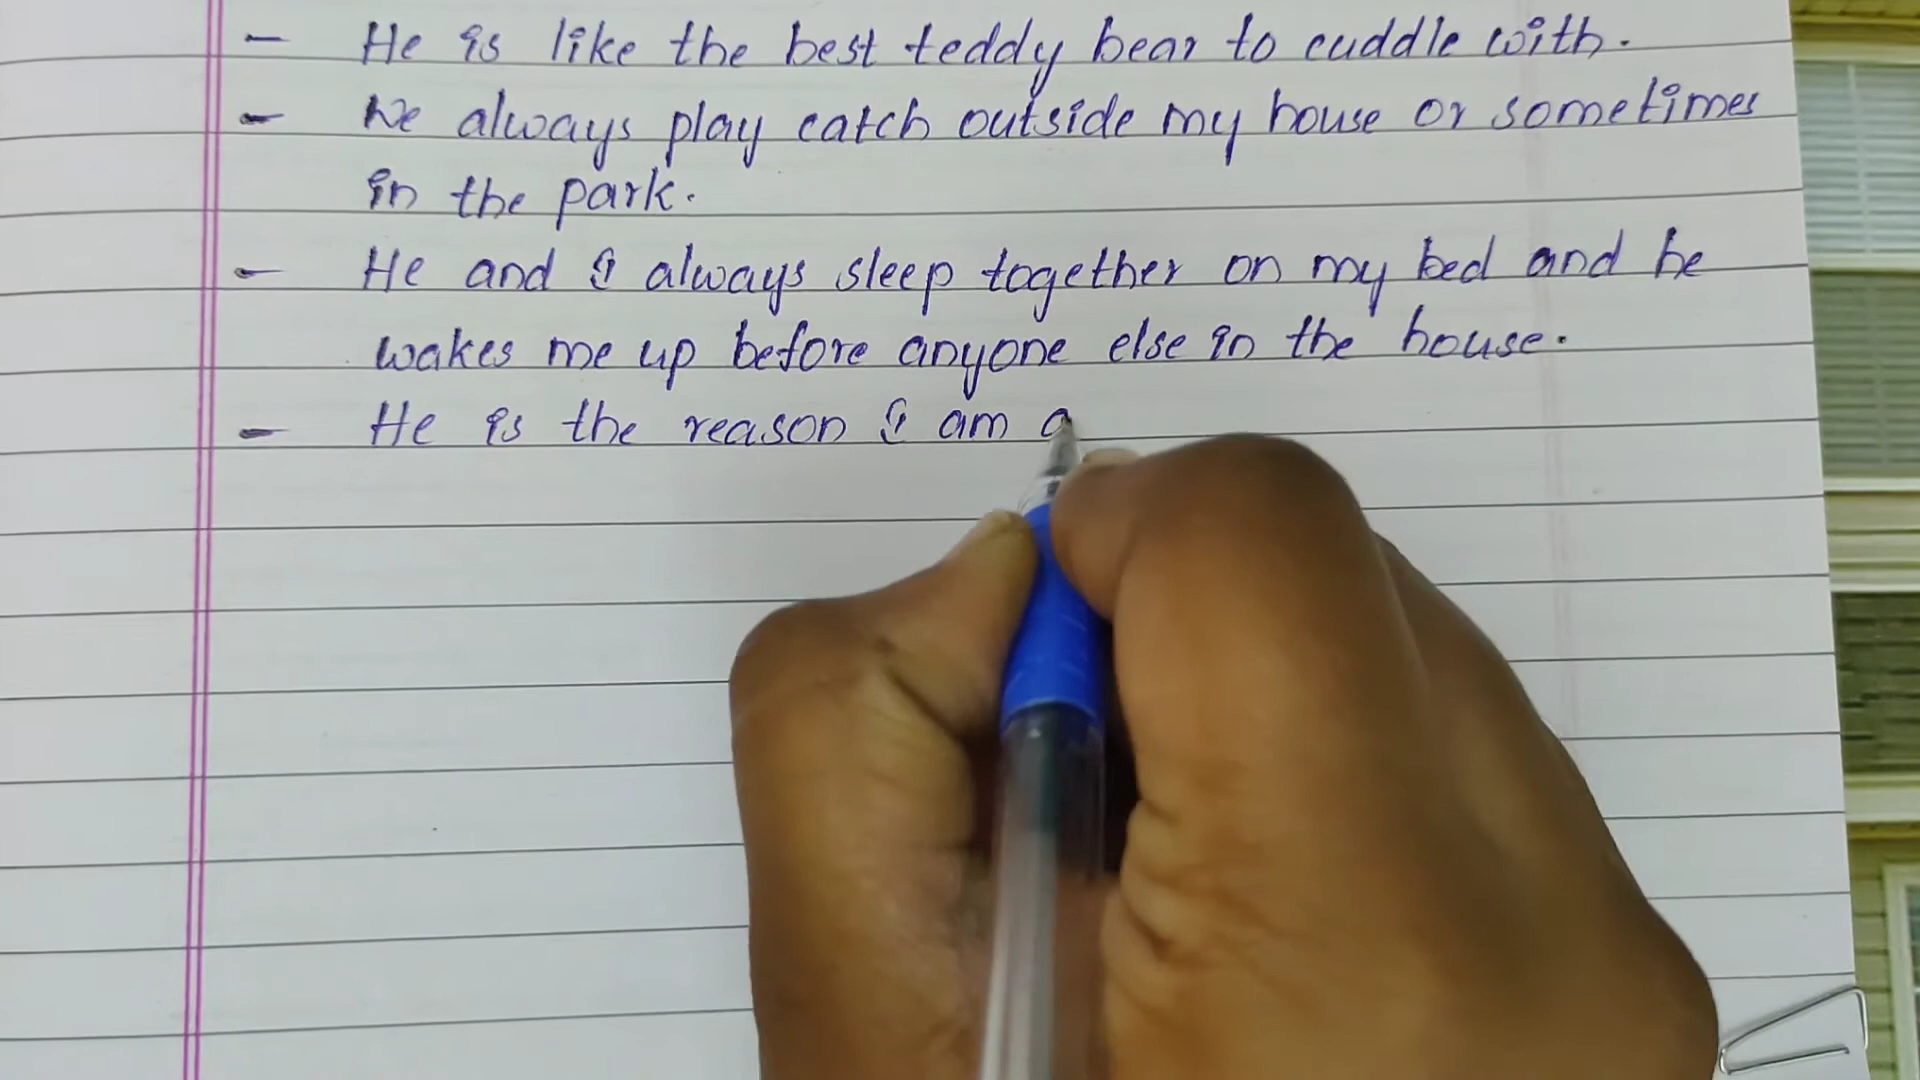 - He is like the best teddy bear to cuddle with.
- We always play catch outside my house or sometimes
in the park.
- He and I always sleep together on my bed and he
wakes me up before anyone else in the house.
- He is the reason I am a